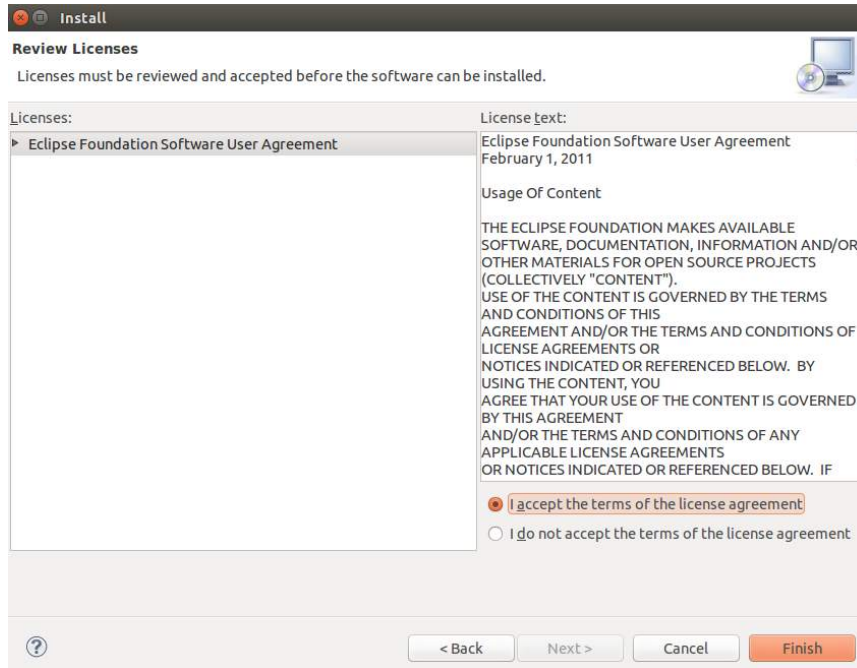 Install
Review Licenses
Licenses must be reviewed and accepted before the software can be installed.
Licenses:
Eclipse Foundation Software User Agreement
License text:
Eclipse Foundation Software User Agreement
February 1, 2011
Usage Of Content
THE ECLIPSE FOUNDATION MAKES AVAILABLE
SOFTWARE, DOCUMENTATION, INFORMATION AND/OR
OTHER MATERIALS FOR OPEN SOURCE PROJECTS
(COLLECTIVELY "CONTENT").
USE OF THE CONTENT IS GOVERNED BY THE TERMS
AND CONDITIONS OF THIS
AGREEMENT AND/OR THE TERMS AND CONDITIONS OF
LICENSE AGREEMENTS OR
NOTICES INDICATED OR REFERENCED BELOW.  BY
USING THE CONTENT, YOU
AGREE THAT YOUR USE OF THE CONTENT IS GOVERNED
BY THIS AGREEMENT
AND/OR THE TERMS AND CONDITIONS OF ANY
APPLICABLE LICENSE AGREEMENTS
OR NOTICES INDICATED OR REFERENCED BELOW.  IF
I accept the terms of the license agreement
I do not accept the terms of the license agreement
?
< Back
Next >
Cancel
Finish